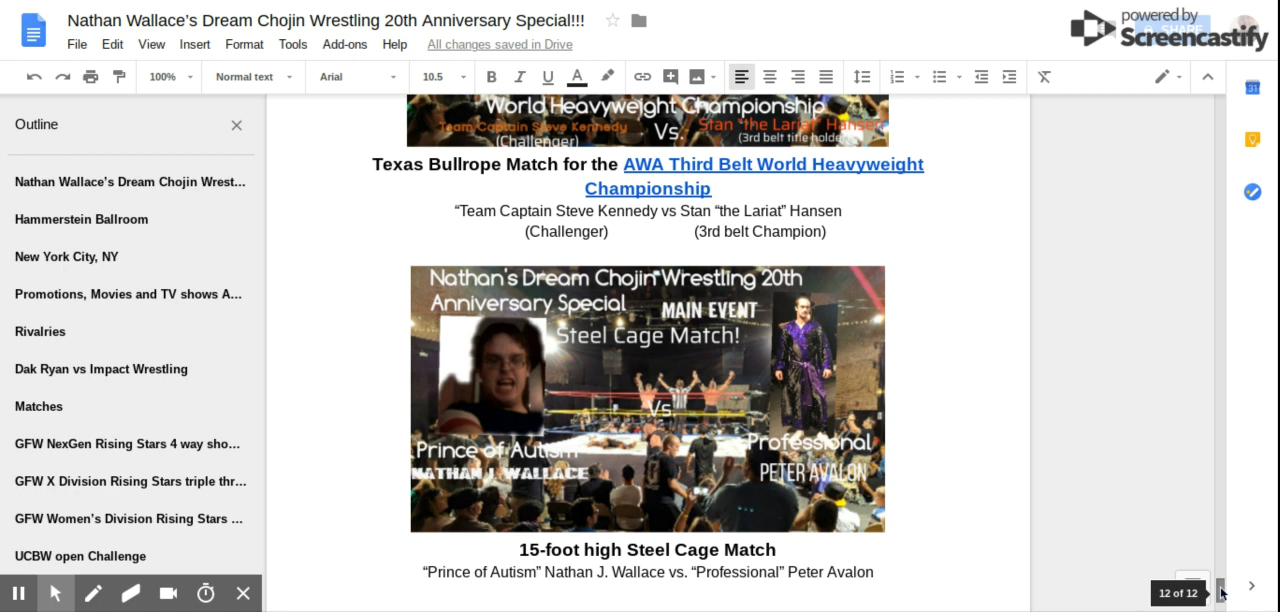 Nathan Wallace’s Dream Chojin Wrestling 20th Anniversary Special!!!
powered by
Screencastify
File Edit View Insert Format Tools Add-ons Help All changes saved in Drive
SHARE
100% Normal text Arial 10.5 B I U A
31
Outline
Nathan Wallace’s Dream Chojin Wrest...
Hammerstein Ballroom
New York City, NY
Promotions, Movies and TV shows A...
Rivalries
Dak Ryan vs Impact Wrestling
Matches
GFW NexGen Rising Stars 4 way sho...
GFW X Division Rising Stars triple thr...
GFW Women’s Division Rising Stars ...
UCBW open Challenge
World Heavyweight Championship
Team Captain Steve Kennedy Vs. Stan "the Lariat" Hansen
(Challenger) (3rd belt title holder
Texas Bullrope Match for the AWA Third Belt World Heavyweight
Championship
“Team Captain Steve Kennedy vs Stan “the Lariat” Hansen
(Challenger) (3rd belt Champion)
Nathan's Dream Chojin Wrestling 20th
Anniversary Special MAIN EVENT
Steel Cage Match!
Vs.
Prince of Autism Professional
NATHAN J. WALLACE PETER AVALON
15-foot high Steel Cage Match
“Prince of Autism” Nathan J. Wallace vs. “Professional” Peter Avalon
12 of 12